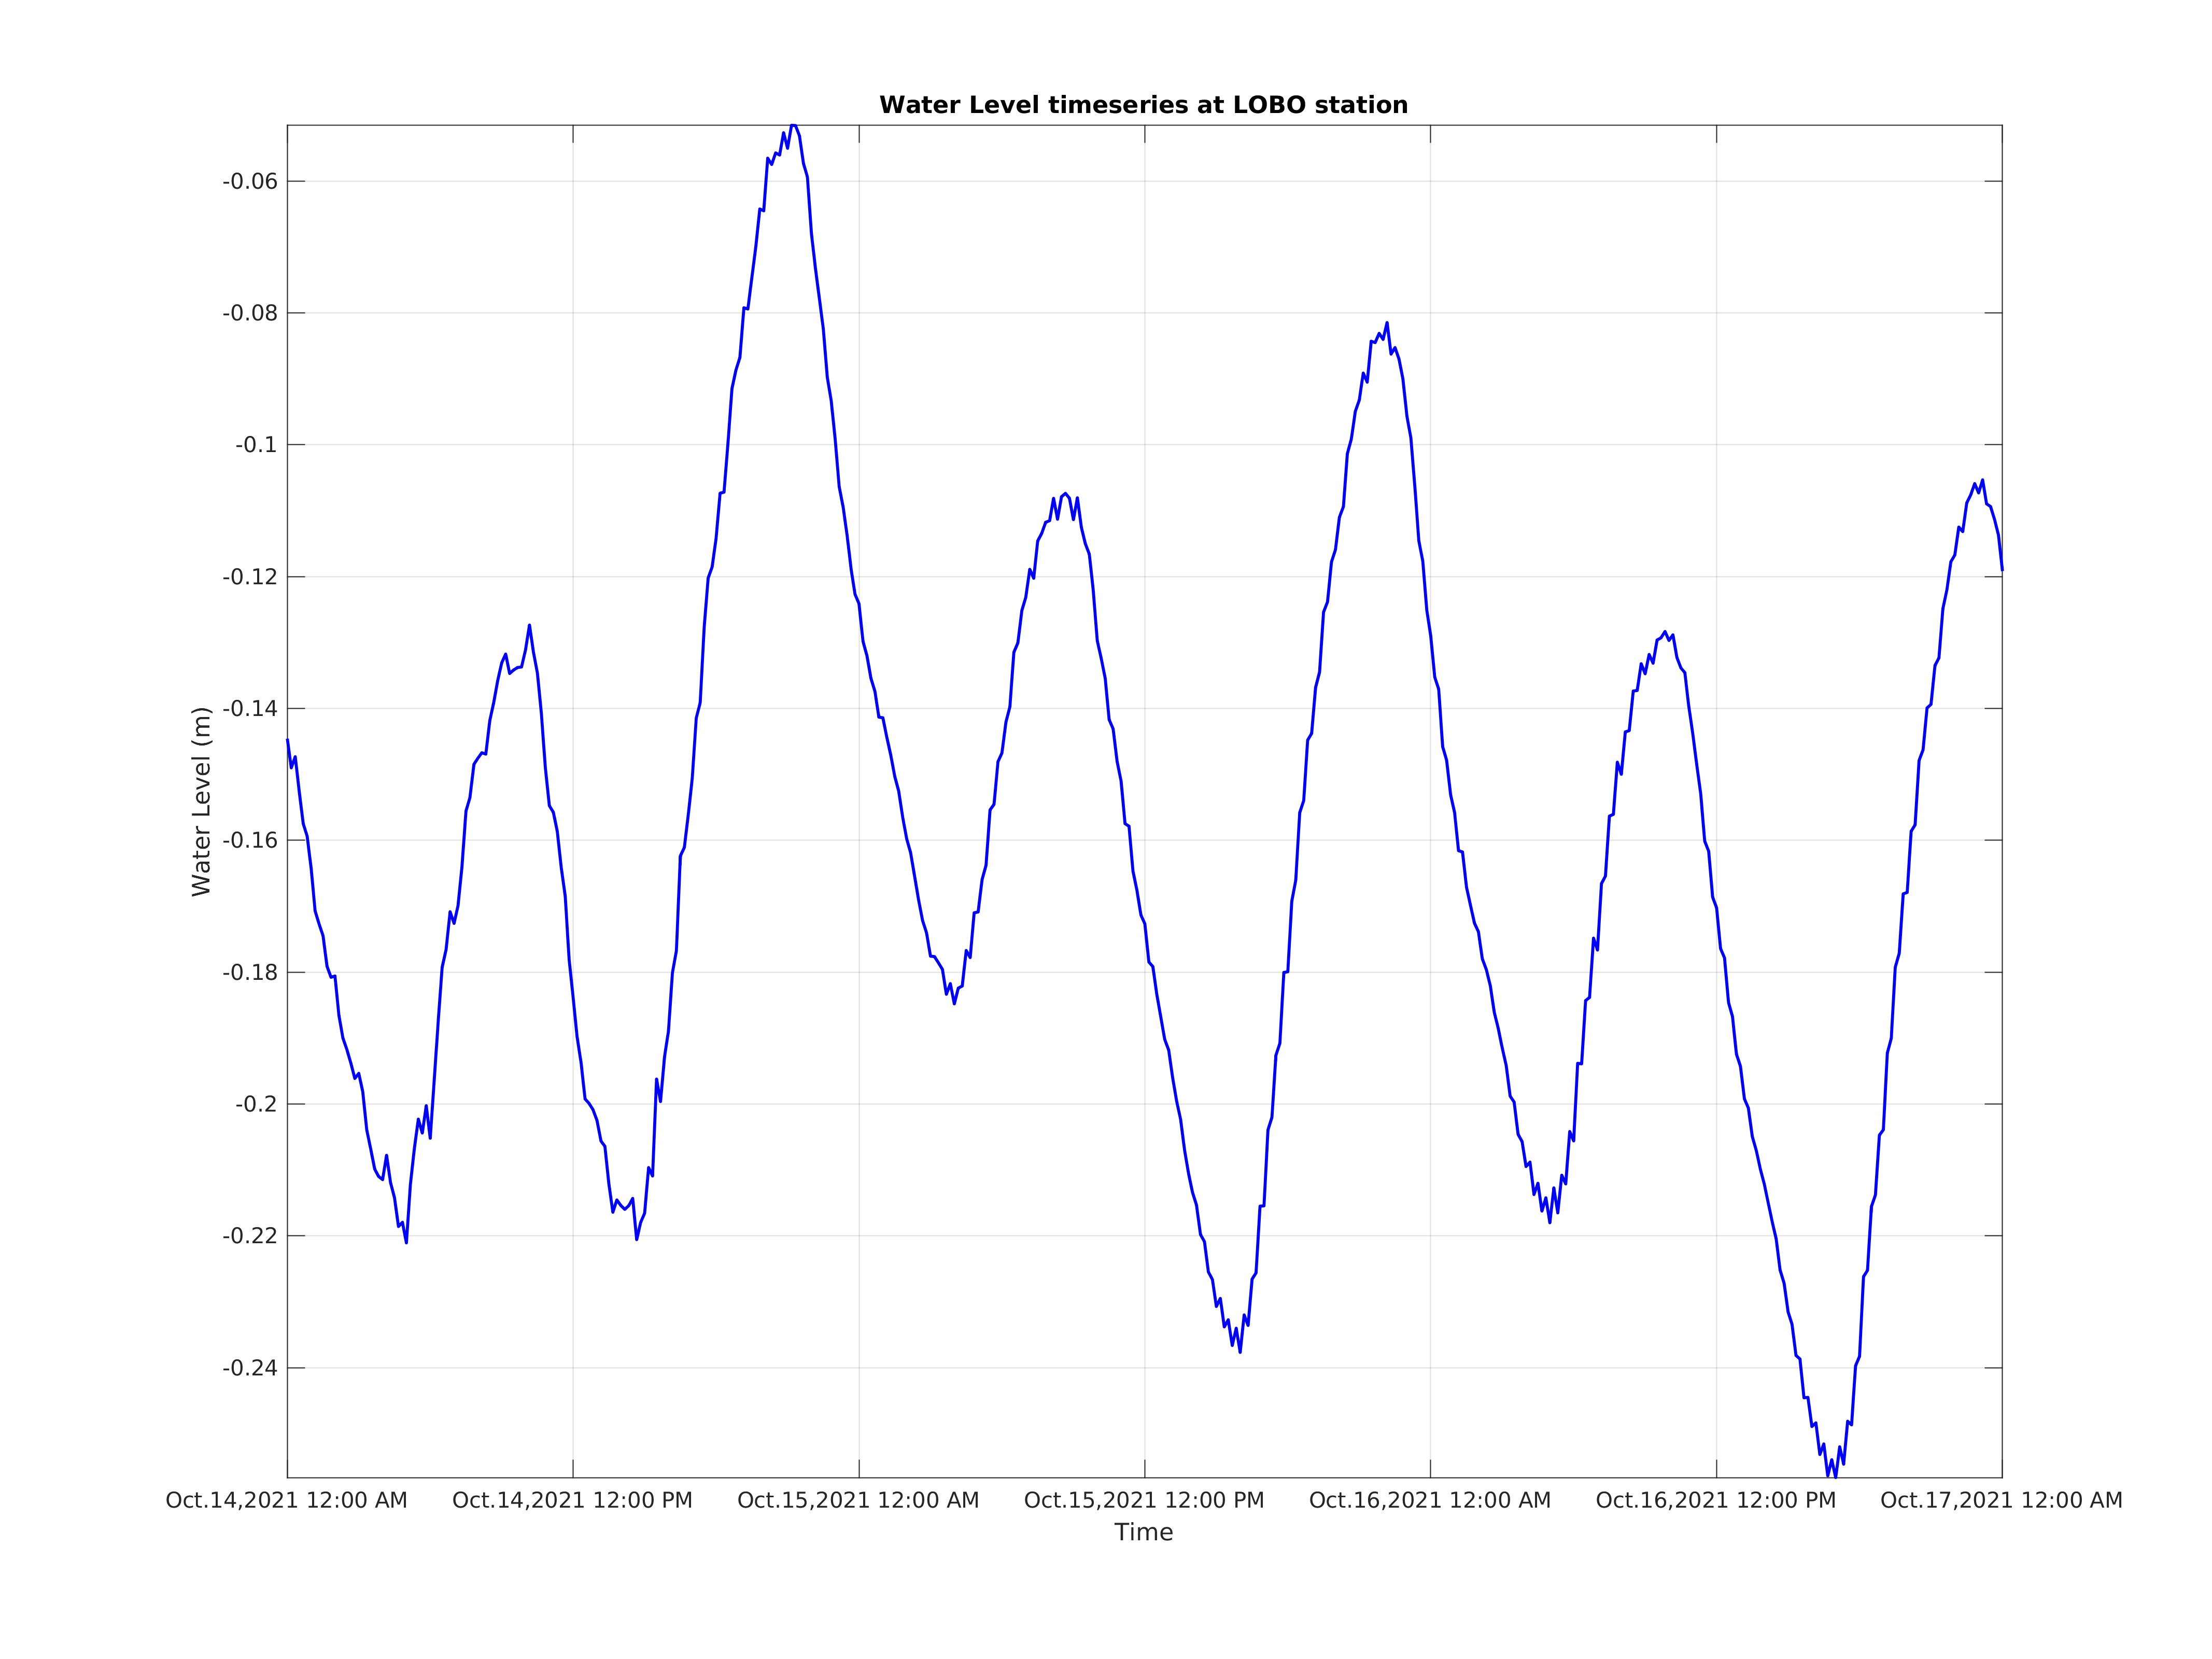 Water Level timeseries at LOBO station
-0.06
-0.08
-0.1
-0.12
-0.14
-0.16
-0.18
-0.2
-0.22
-0.24
Water Level (m)
Oct.14,2021 12:00 AM
Oct.14,2021 12:00 PM
Oct.15,2021 12:00 AM
Oct.15,2021 12:00 PM
Oct.16,2021 12:00 AM
Oct.16,2021 12:00 PM
Oct.17,2021 12:00 AM
Time